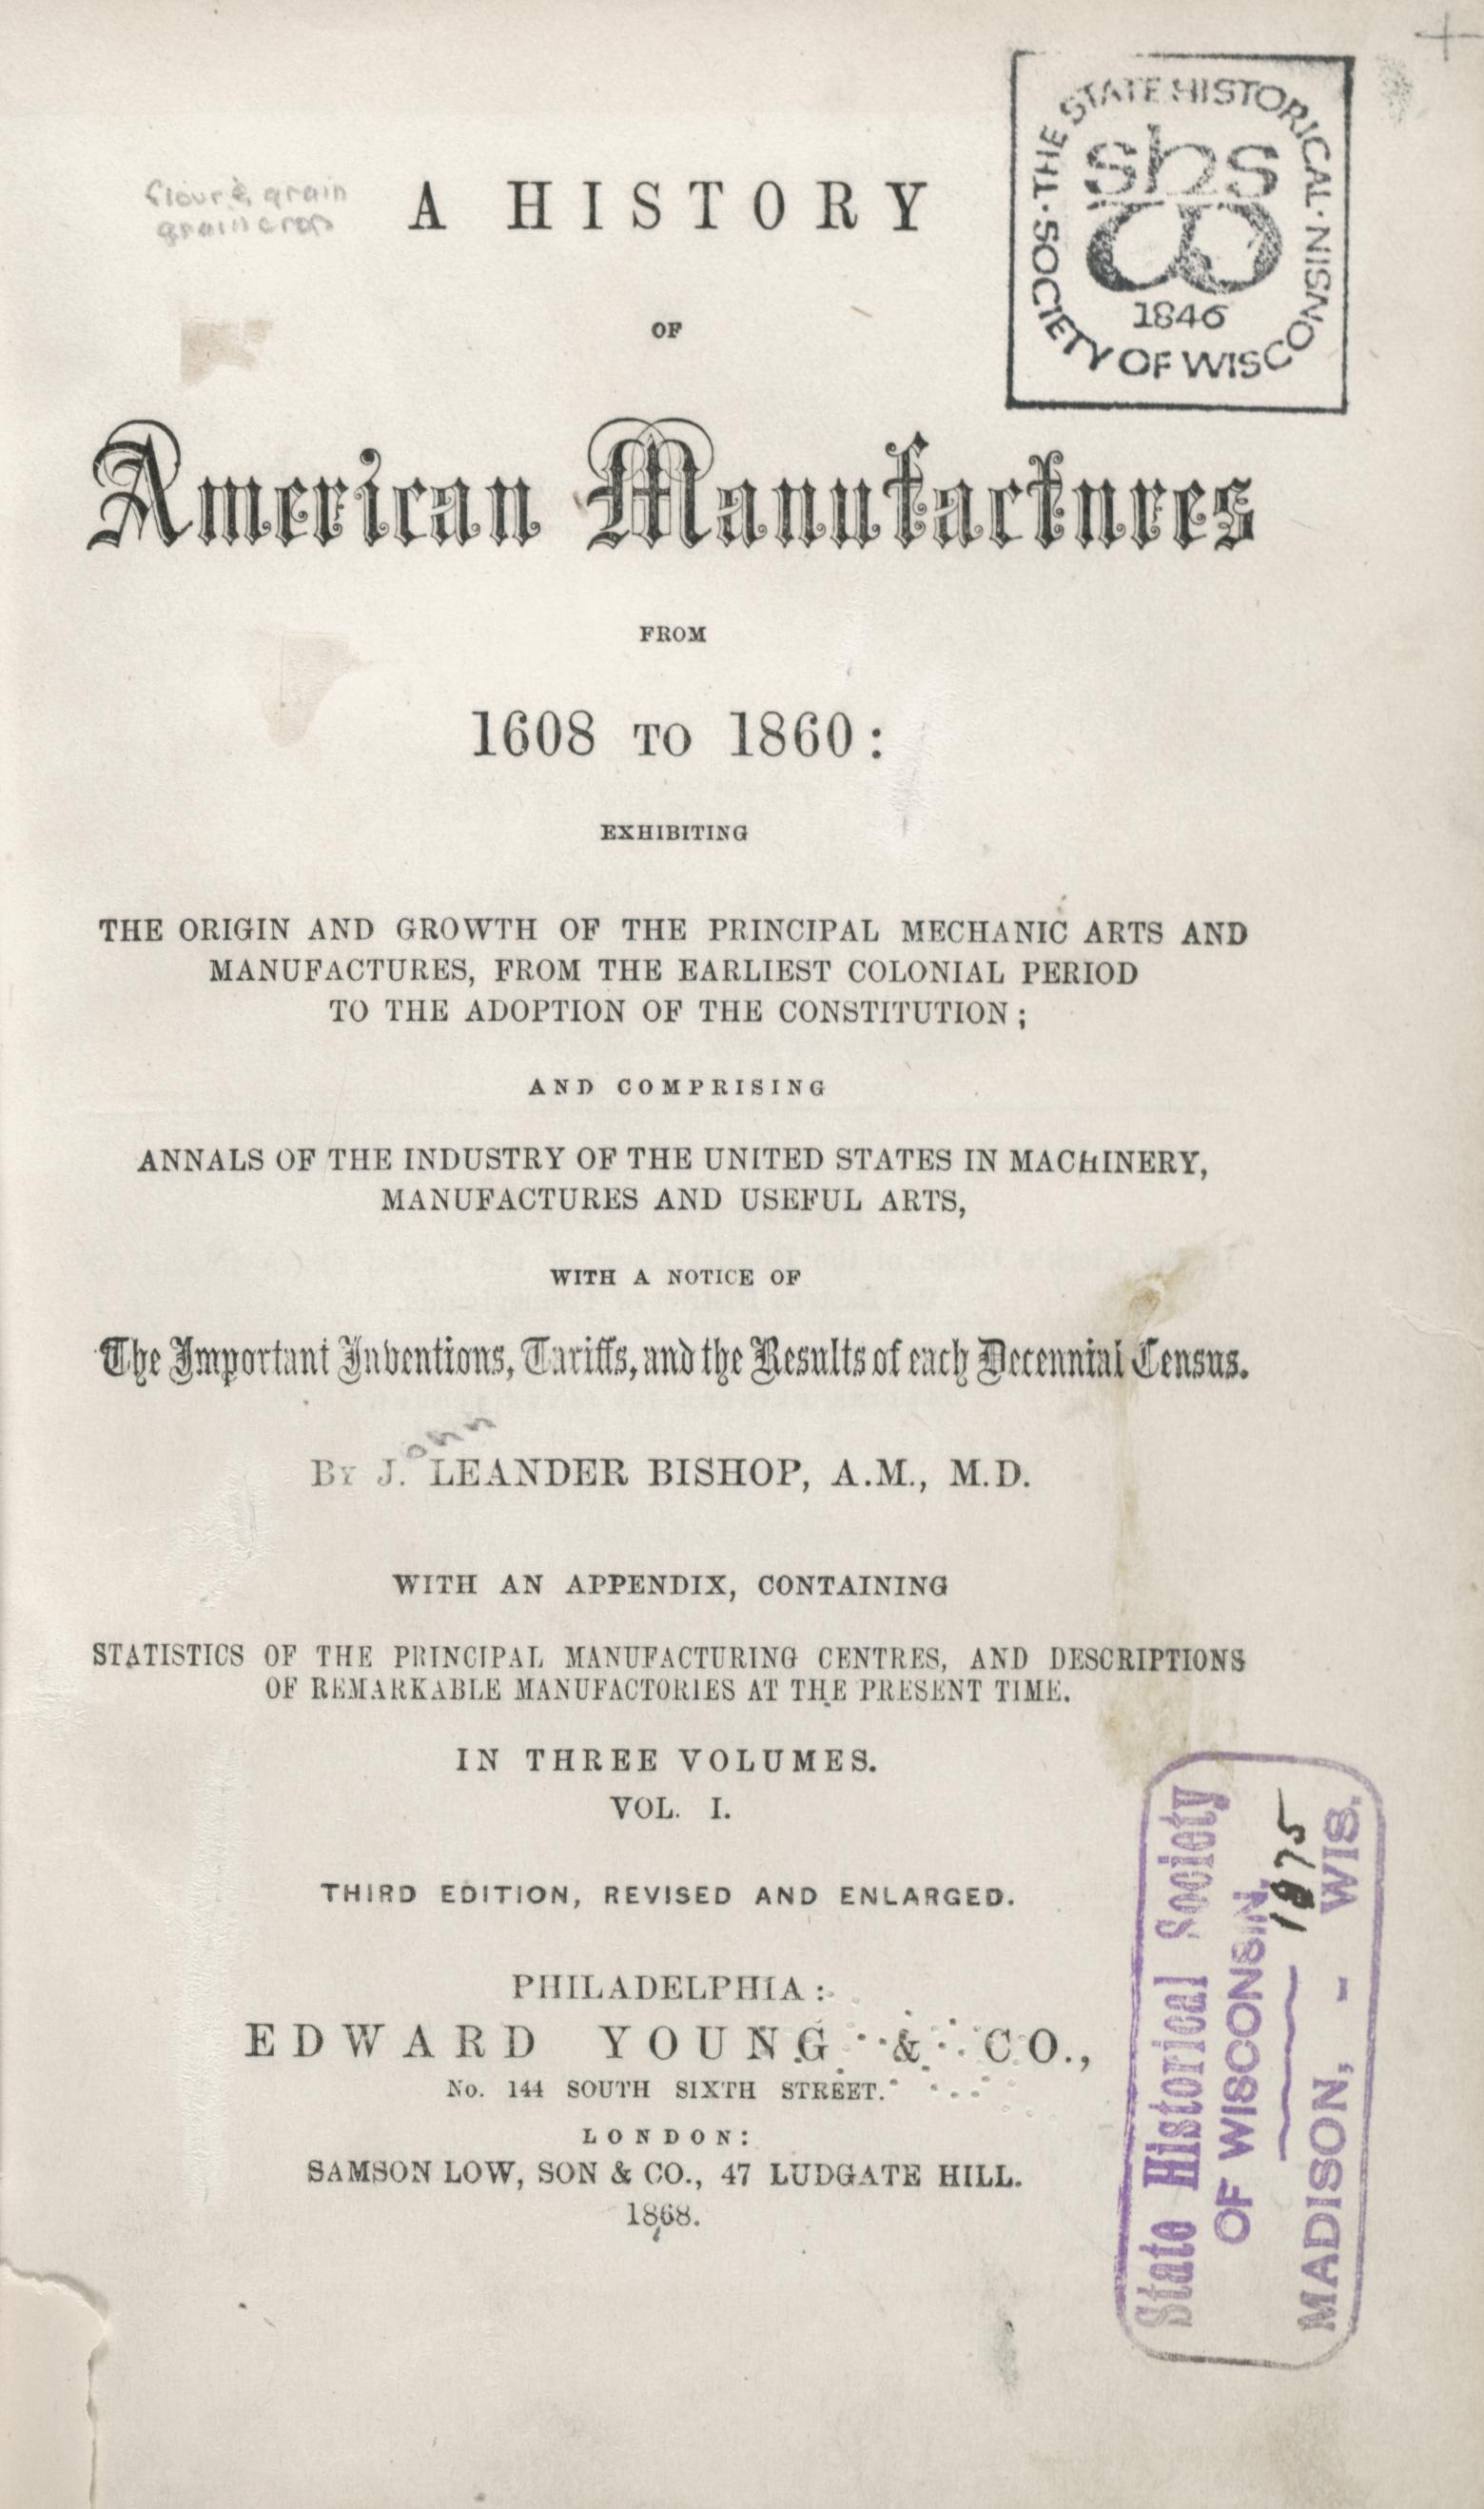 flour & grain
grain crop
A HISTORY
OF
American Manufactures
FROM
1608 TO 1860:
EXHIBITING
THE ORIGIN AND GROWTH OF THE PRINCIPAL MECHANIC ARTS AND
MANUFACTURES, FROM THE EARLIEST COLONIAL PERIOD
TO THE ADOPTION OF THE CONSTITUTION;
AND COMPRISING
ANNALS OF THE INDUSTRY OF THE UNITED STATES IN MACHINERY,
MANUFACTURES AND USEFUL ARTS,
WITH A NOTICE OF
The Important Inventions, Tariffs, and the Results of each Decennial Census.
John
BY J. LEANDER BISHOP, A.M., M.D.
WITH AN APPENDIX, CONTAINING
STATISTICS OF THE PRINCIPAL MANUFACTURING CENTRES, AND DESCRIPTIONS
OF REMARKABLE MANUFACTORIES AT THE PRESENT TIME.
IN THREE VOLUMES.
VOL. I.
THIRD EDITION, REVISED AND ENLARGED.
PHILADELPHIA:
EDWARD YOUNG & CO.,
No. 144 SOUTH SIXTH STREET.
LONDON:
SAMSON LOW, SON & CO., 47 LUDGATE HILL.
1868.
THE STATE HISTORICAL SOCIETY OF WISCONSIN
shs
1846
State Historical Society
OF WISCONSIN,
1875
MADISON, - WIS.